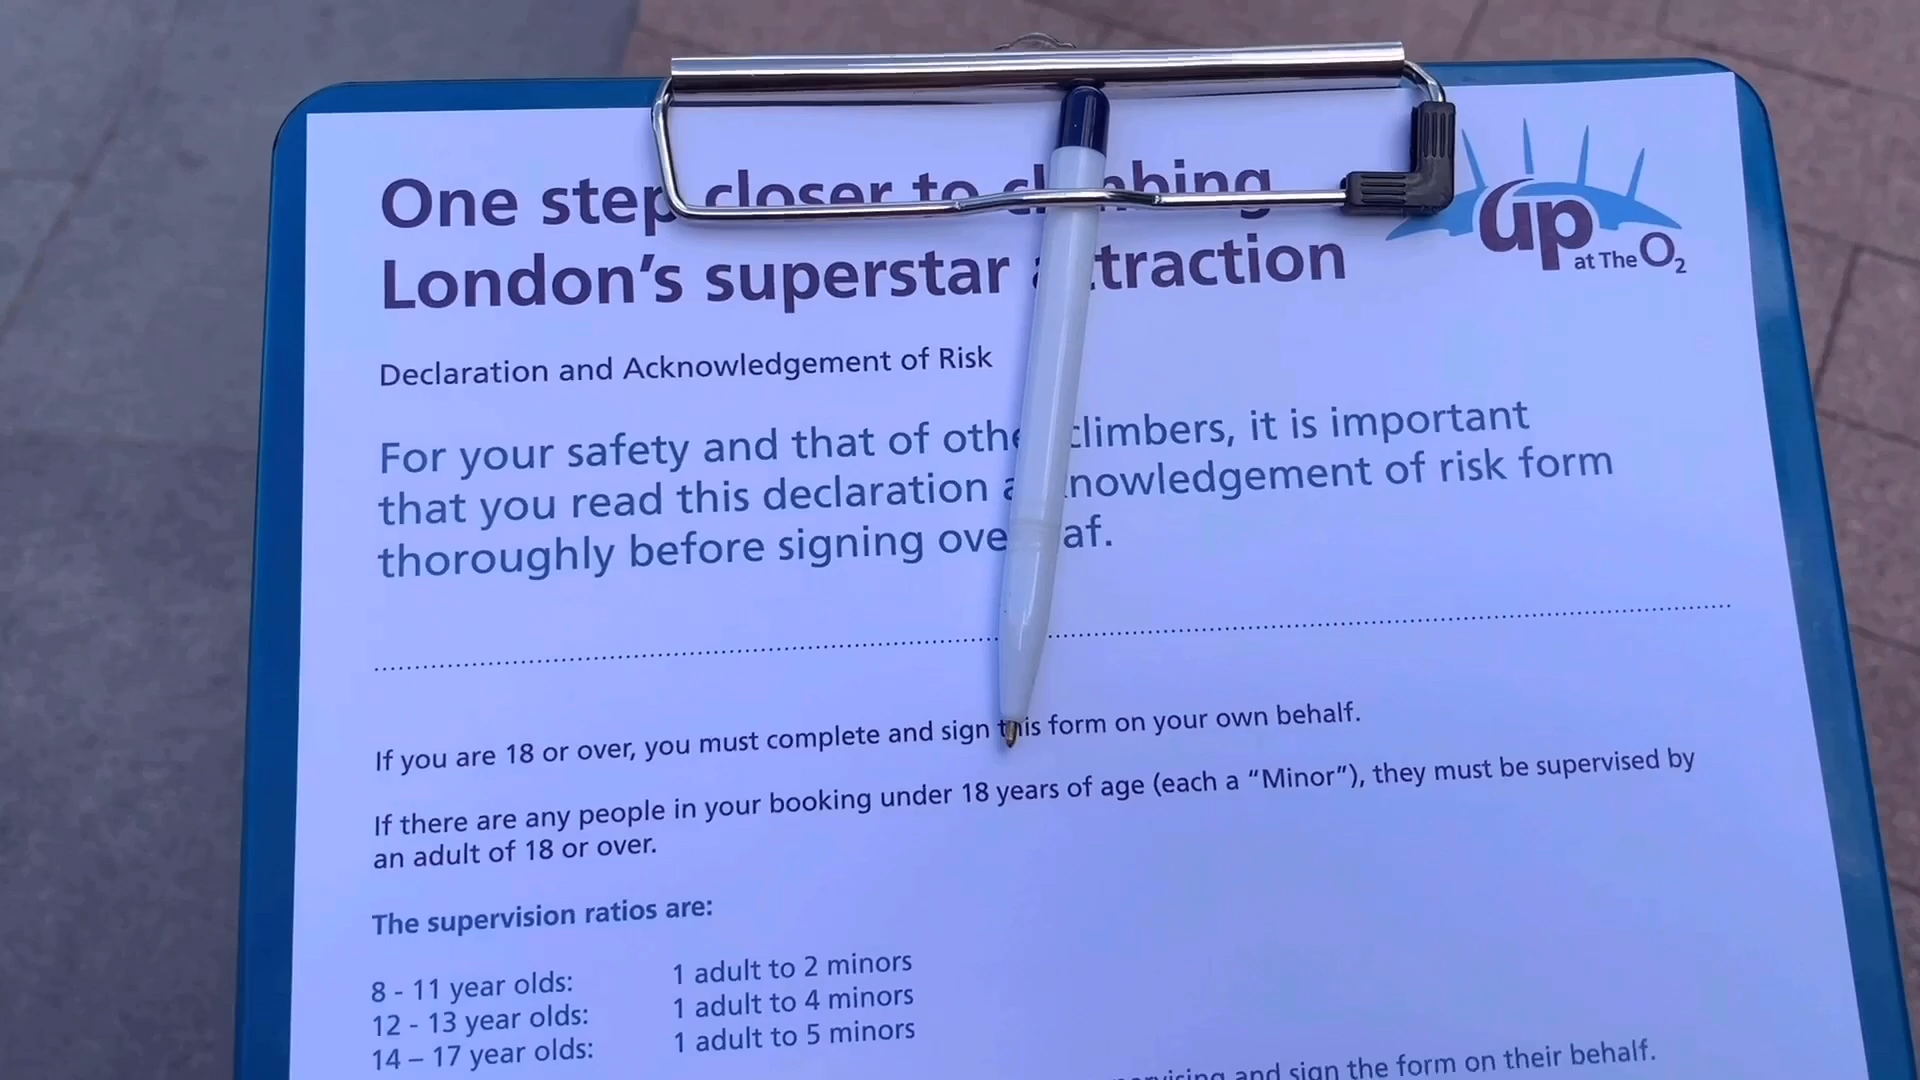 One step closer to climbing
London's superstar attraction
up
at The O2
Declaration and Acknowledgement of Risk
For your safety and that of other climbers, it is important
that you read this declaration acknowledgement of risk form
thoroughly before signing overleaf.
If you are 18 or over, you must complete and sign this form on your own behalf.
If there are any people in your booking under 18 years of age (each a “Minor”), they must be supervised by
an adult of 18 or over.
The supervision ratios are:
8 - 11 year olds: 1 adult to 2 minors
12 - 13 year olds: 1 adult to 4 minors
14 – 17 year olds: 1 adult to 5 minors
and sign the form on their behalf.